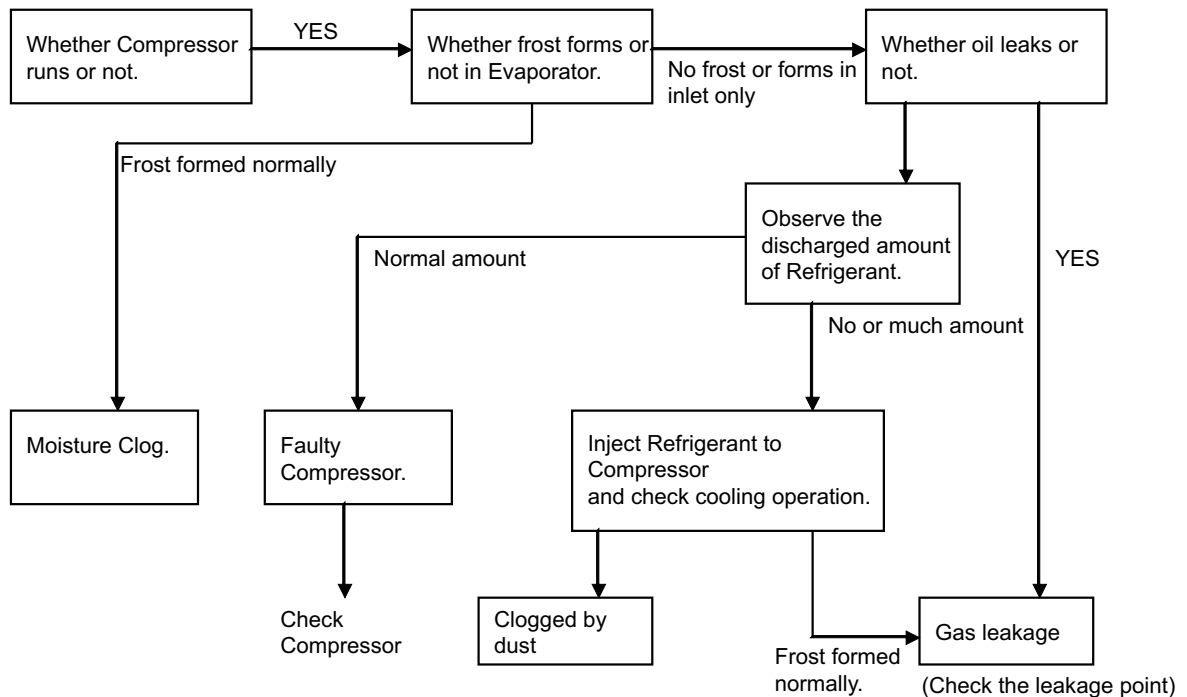 Whether Compressor
runs or not.
YES
Whether frost forms or
not in Evaporator.
No frost or forms in
inlet only
Whether oil leaks or
not.
Frost formed normally
Observe the
discharged amount
of Refrigerant.
Normal amount
YES
No or much amount
Moisture Clog.
Faulty
Compressor.
Inject Refrigerant to
Compressor
and check cooling operation.
Check
Compressor
Clogged by
dust
Frost formed
normally.
Gas leakage
(Check the leakage point)